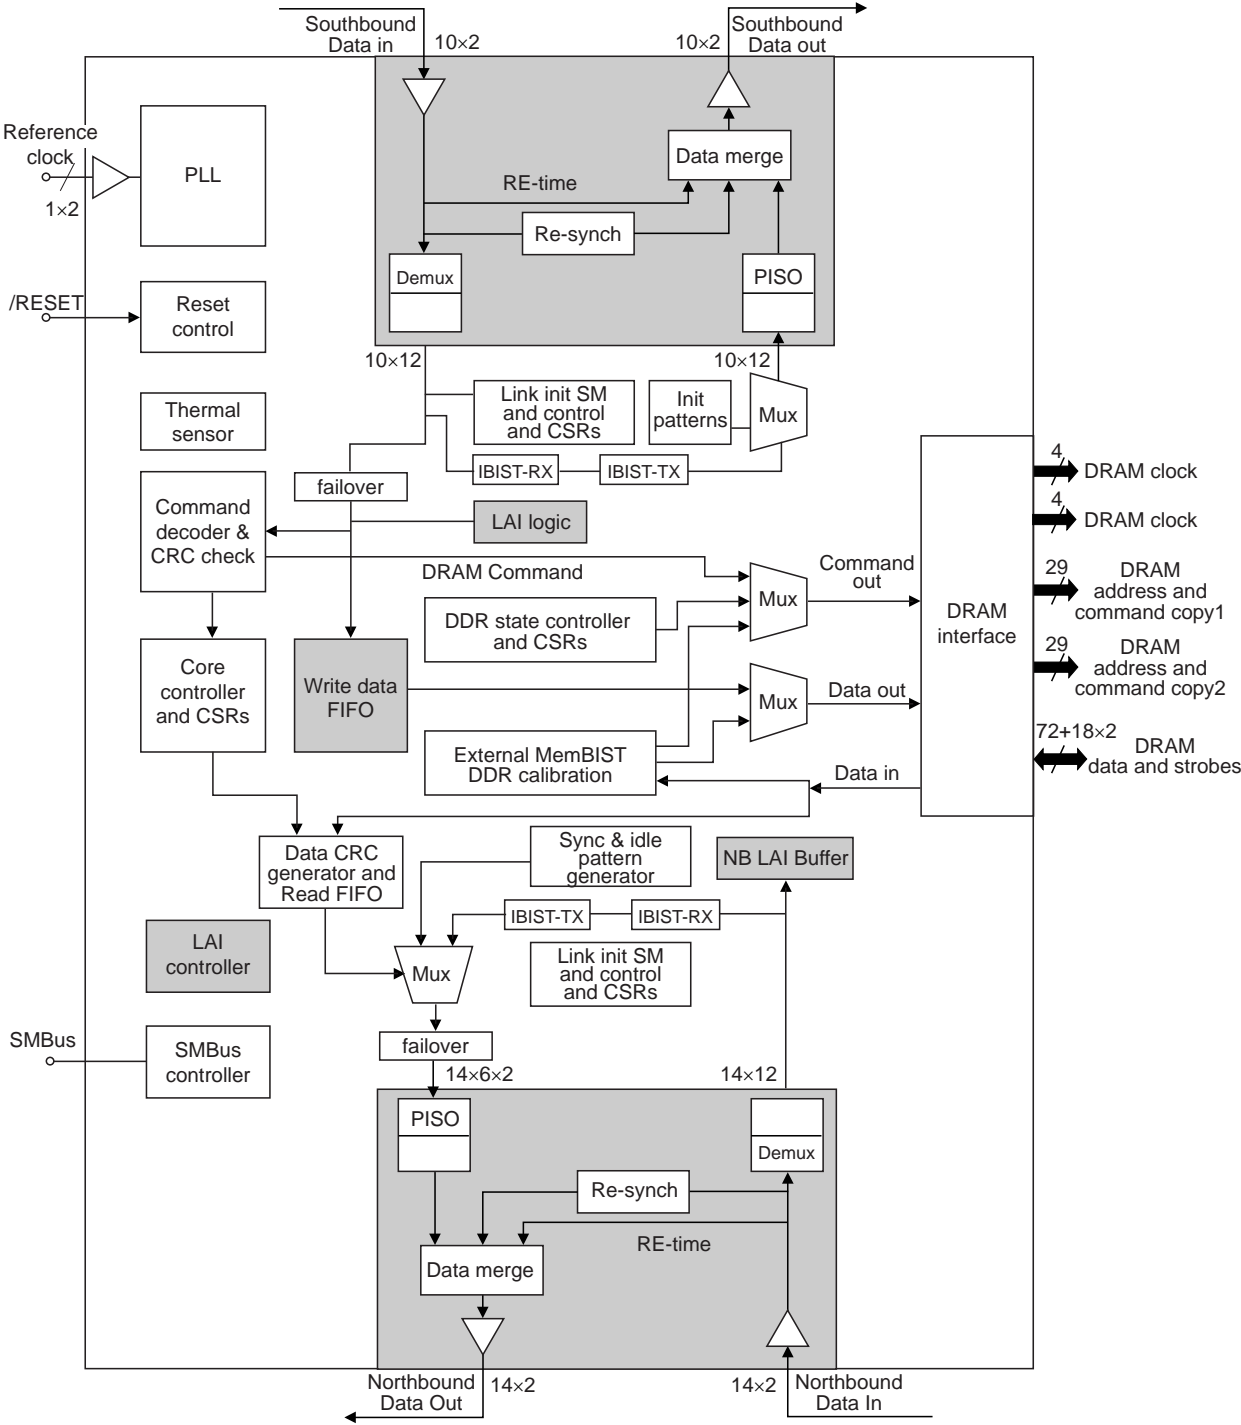 Southbound
Data in
10×2
10×2
Southbound
Data out
Reference
clock
1×2
PLL
Data merge
RE-time
Re-synch
Demux
PISO
/RESET
Reset
control
10×12
10×12
Link init SM
and control
and CSRs
Init
patterns
Mux
Thermal
sensor
IBIST-RX
IBIST-TX
failover
LAI logic
Command
decoder &
CRC check
DRAM Command
Command
out
DDR state controller
and CSRs
Mux
DRAM
interface
4
DRAM clock
4
DRAM clock
29
DRAM
address and
command copy1
29
DRAM
address and
command copy2
72+18×2
DRAM
data and strobes
Core
controller
and CSRs
Write data
FIFO
Mux
Data out
External MemBIST
DDR calibration
Data in
Data CRC
generator and
Read FIFO
Sync & idle
pattern
generator
NB LAI Buffer
IBIST-TX
IBIST-RX
LAI
controller
Mux
Link init SM
and control
and CSRs
SMBus
SMBus
controller
failover
14×6×2
14×12
PISO
Demux
Re-synch
RE-time
Data merge
Northbound
Data Out
14×2
14×2
Northbound
Data In